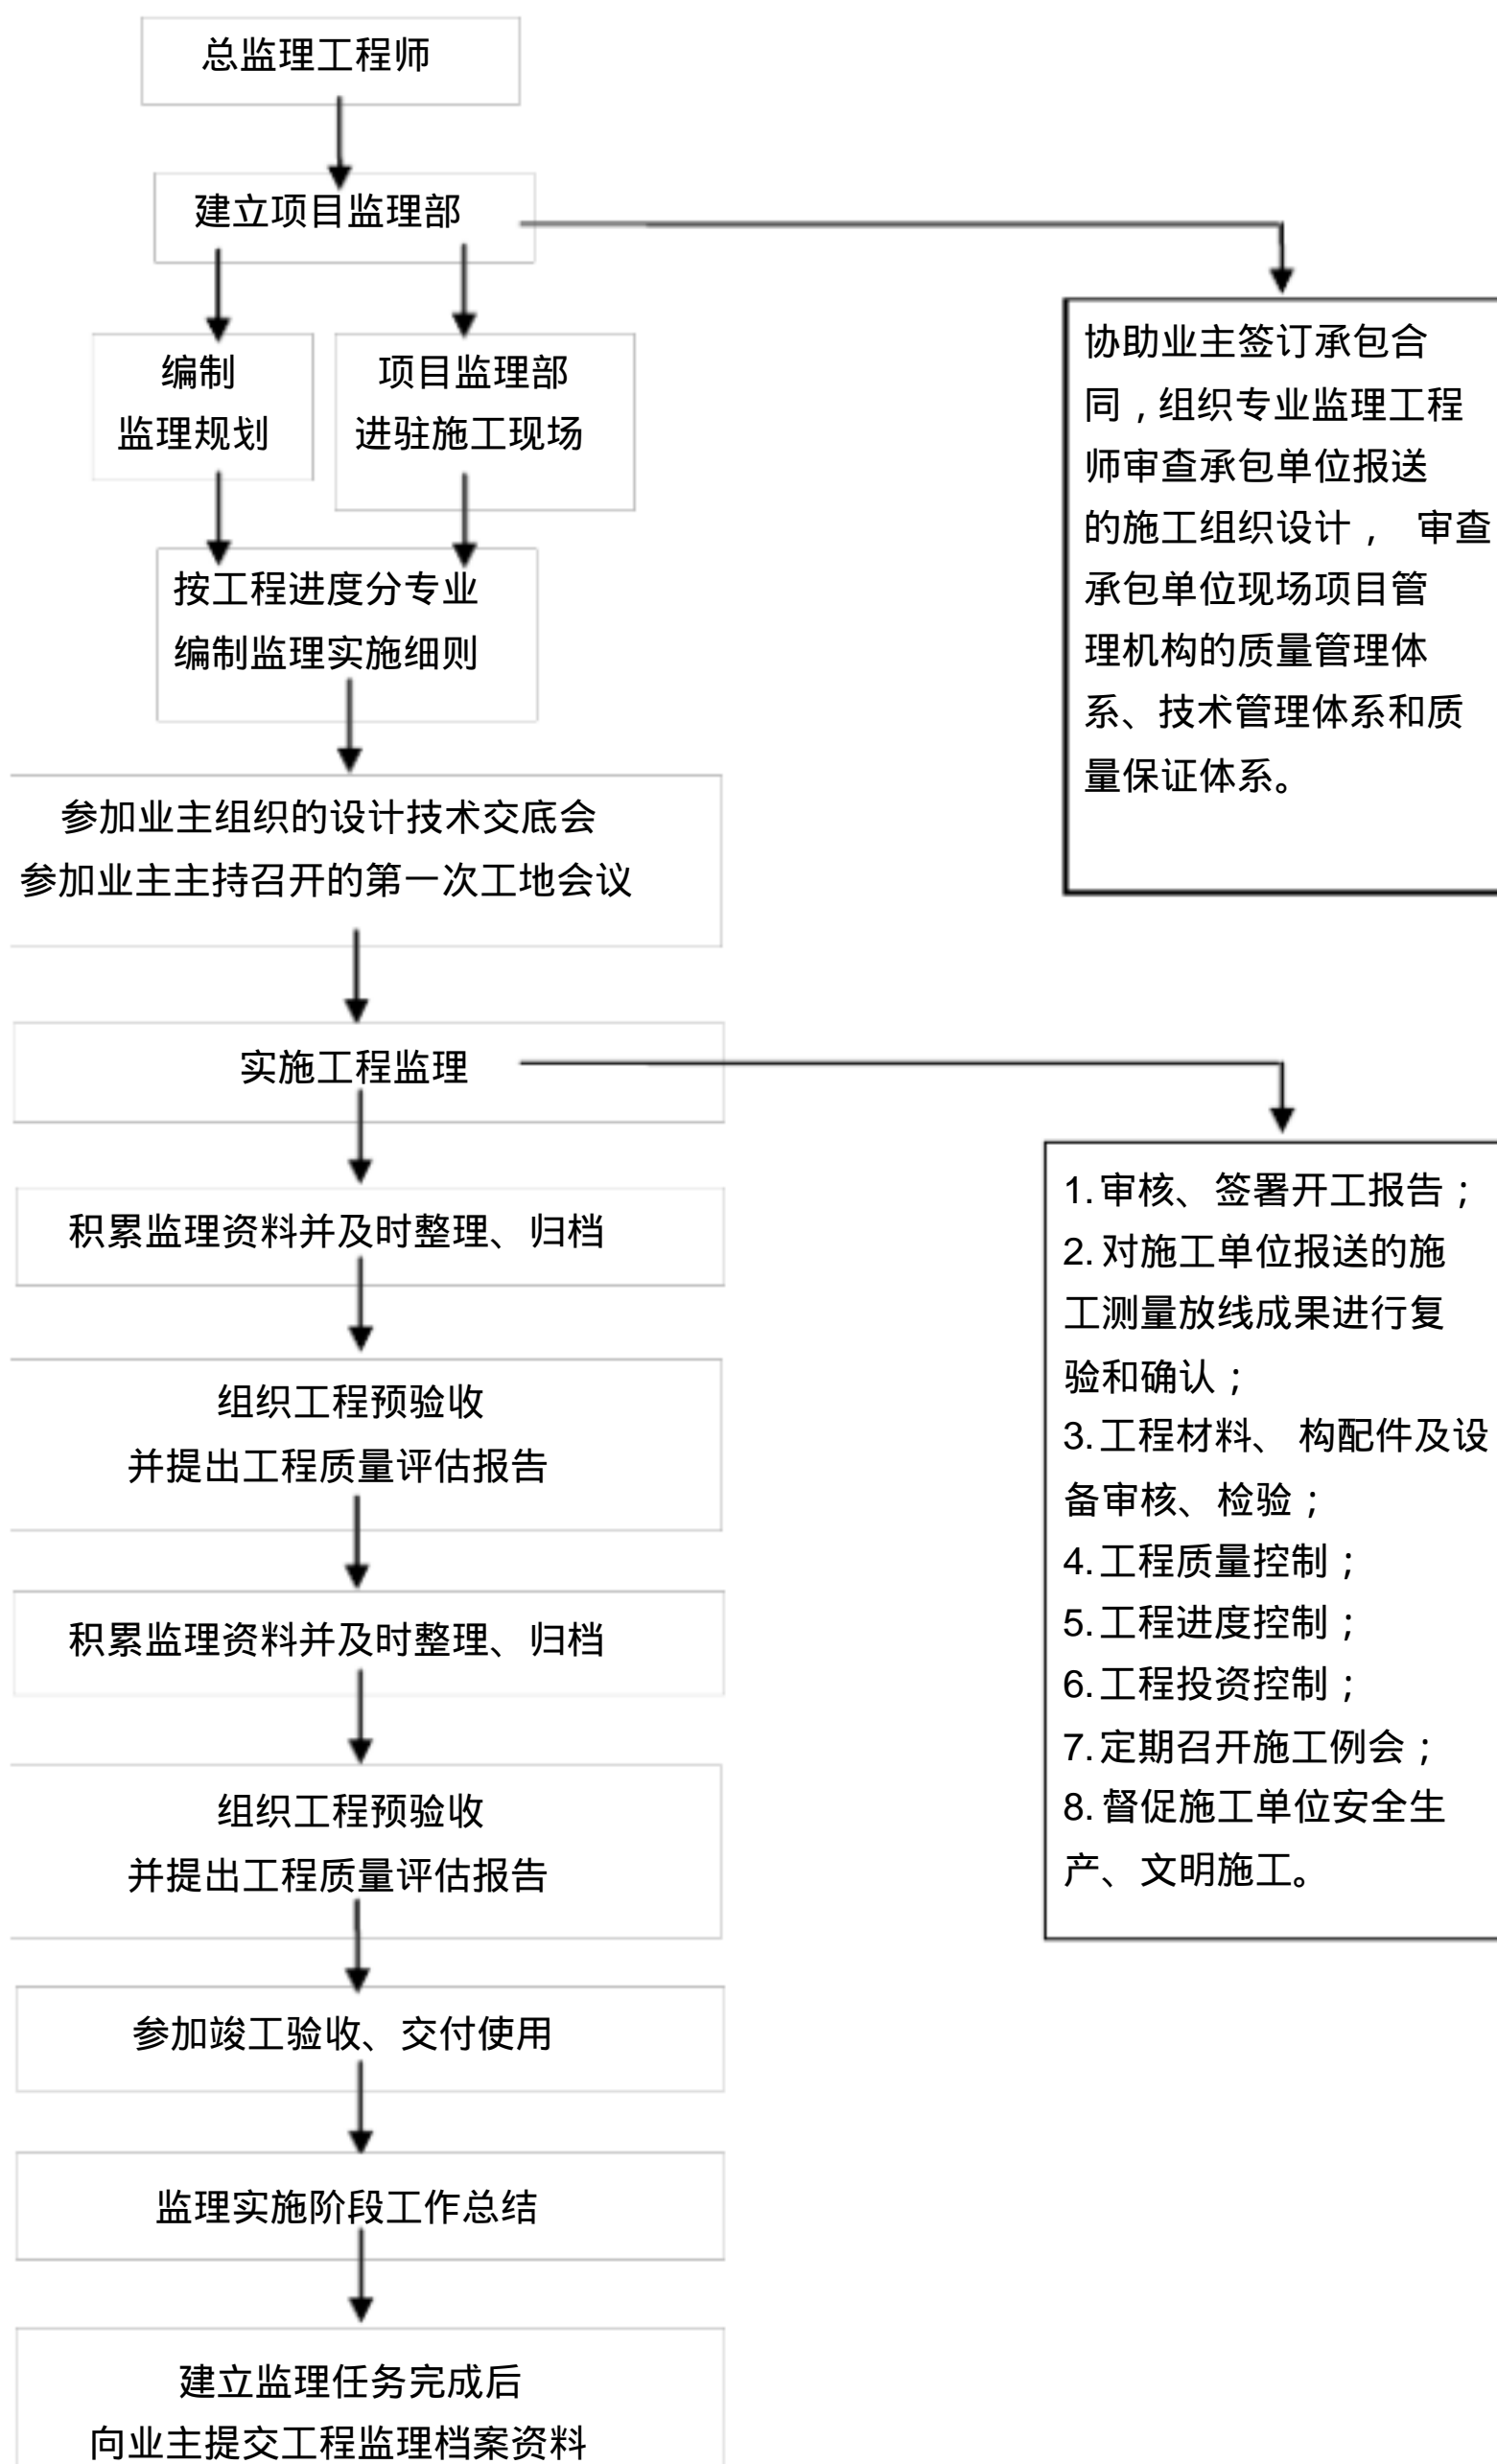 总监理工程师
建立项目监理部
编制
监理规划
项目监理部
进驻施工现场
协助业主签订承包合
同,组织专业监理工程
师审查承包单位报送
的施工组织设计, 审查
承包单位现场项目管
理机构的质量管理体
系、技术管理体系和质
量保证体系。
按工程进度分专业
编制监理实施细则
参加业主组织的设计技术交底会
参加业主主持召开的第一次工地会议
实施工程监理
1.审核、签署开工报告;
2.对施工单位报送的施
工测量放线成果进行复
验和确认;
3.工程材料、 构配件及设
备审核、检验;
4.工程质量控制;
5.工程进度控制;
6.工程投资控制;
7.定期召开施工例会;
8.督促施工单位安全生
产、文明施工。
积累监理资料并及时整理、归档
组织工程预验收
并提出工程质量评估报告
积累监理资料并及时整理、归档
组织工程预验收
并提出工程质量评估报告
参加竣工验收、交付使用
监理实施阶段工作总结
建立监理任务完成后
向业主提交工程监理档案资料